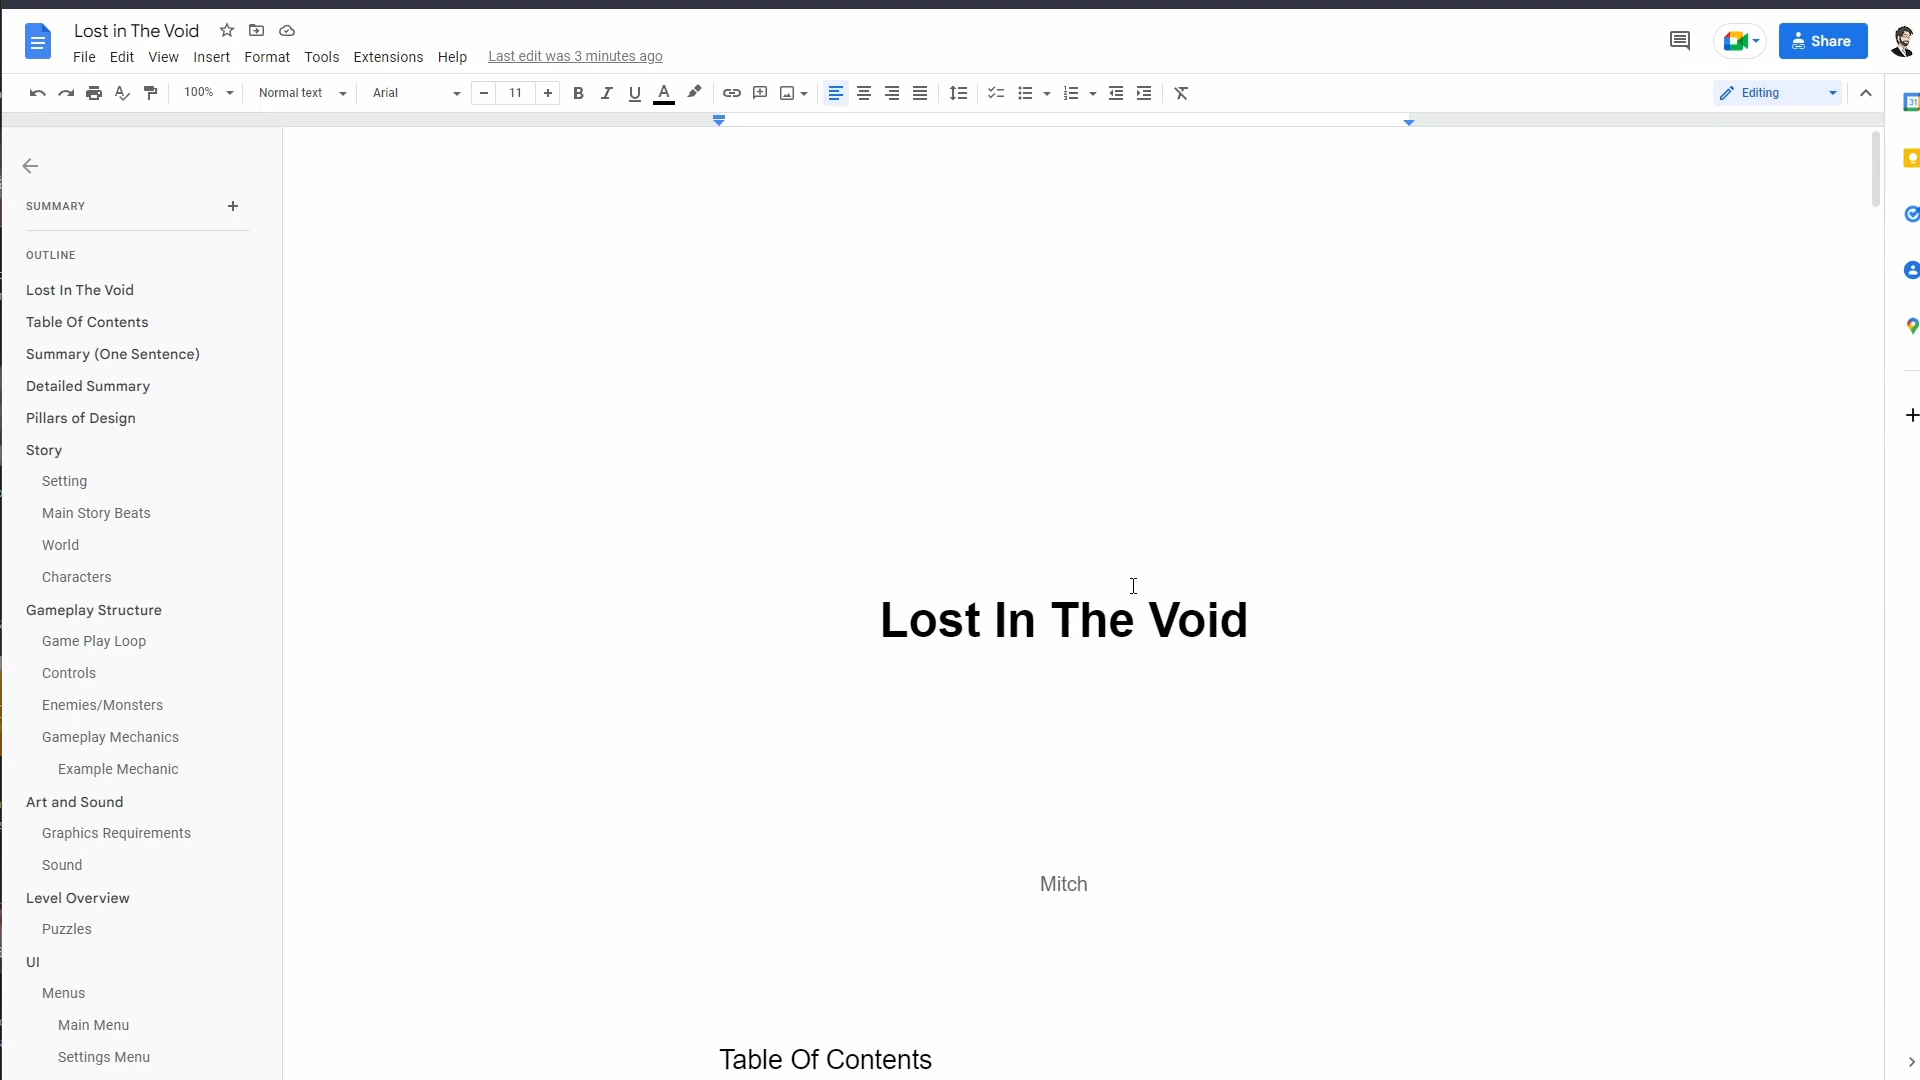 Lost in The Void
File Edit View Insert Format Tools Extensions Help Last edit was 3 minutes ago
Share
100% Normal text Arial 11 B I U A Editing
31
SUMMARY
OUTLINE
Lost In The Void
Table Of Contents
Summary (One Sentence)
Detailed Summary
Pillars of Design
Story
Setting
Main Story Beats
World
Characters
Gameplay Structure
Game Play Loop
Controls
Enemies/Monsters
Gameplay Mechanics
Example Mechanic
Art and Sound
Graphics Requirements
Sound
Level Overview
Puzzles
UI
Menus
Main Menu
Settings Menu
Lost In The Void
Mitch
Table Of Contents